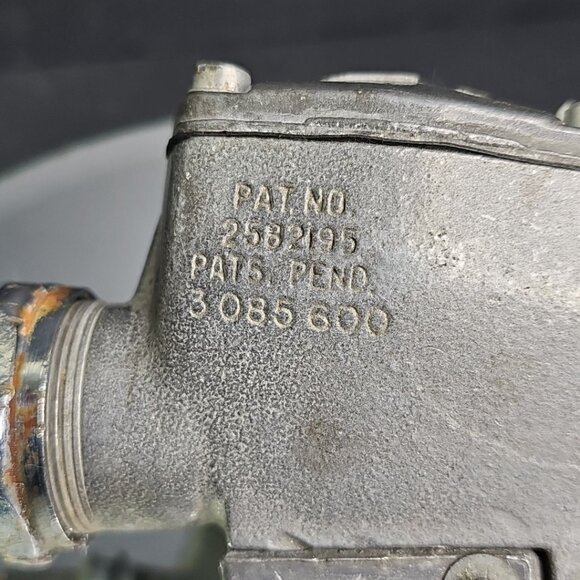 PAT. NO.
2582195
PATS. PEND.
3 085 600